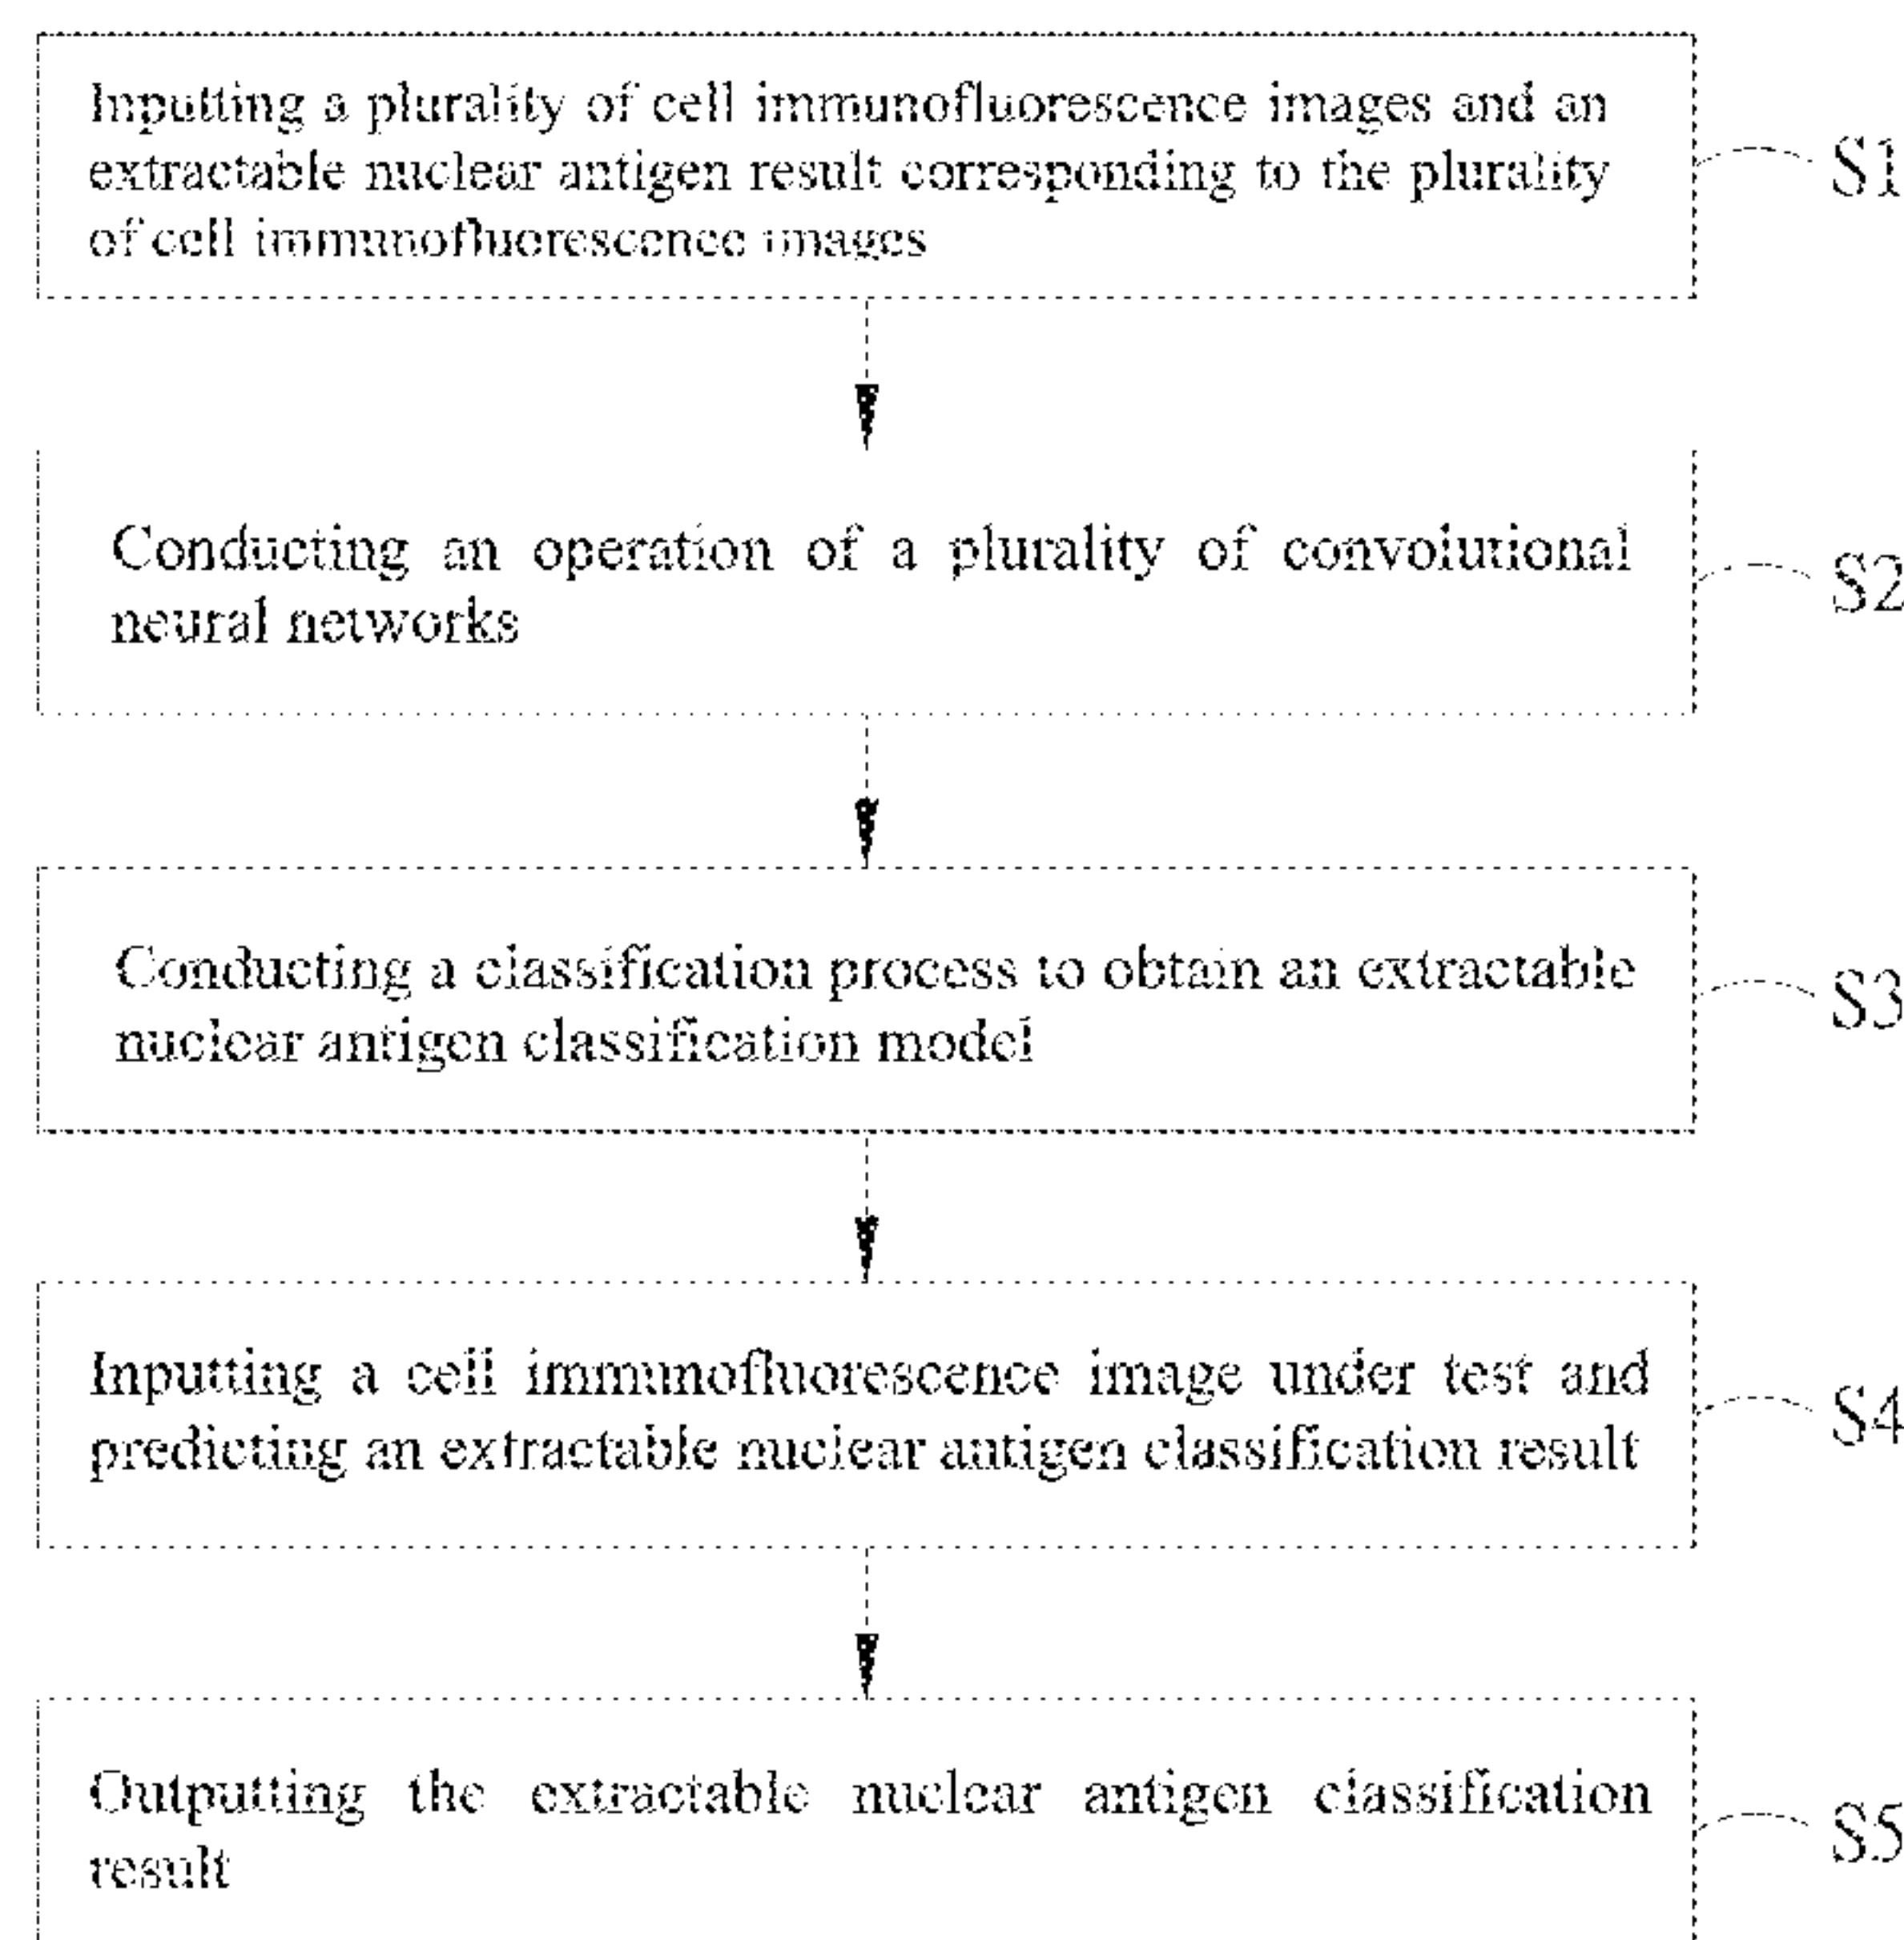 Inputting a plurality of cell immunofluorescence images and an
extractable nuclear antigen result corresponding to the plurality
of cell immunofluorescence images
S1
Conducting an operation of a plurality of convolutional
neural networks
S2
Conducting a classification process to obtain an extractable
nuclear antigen classification model
S3
Inputting a cell immunofluorescence image under test and
predicting an extractable nuclear antigen classification result
S4
Outputting the extractable nuclear antigen classification
result
S5